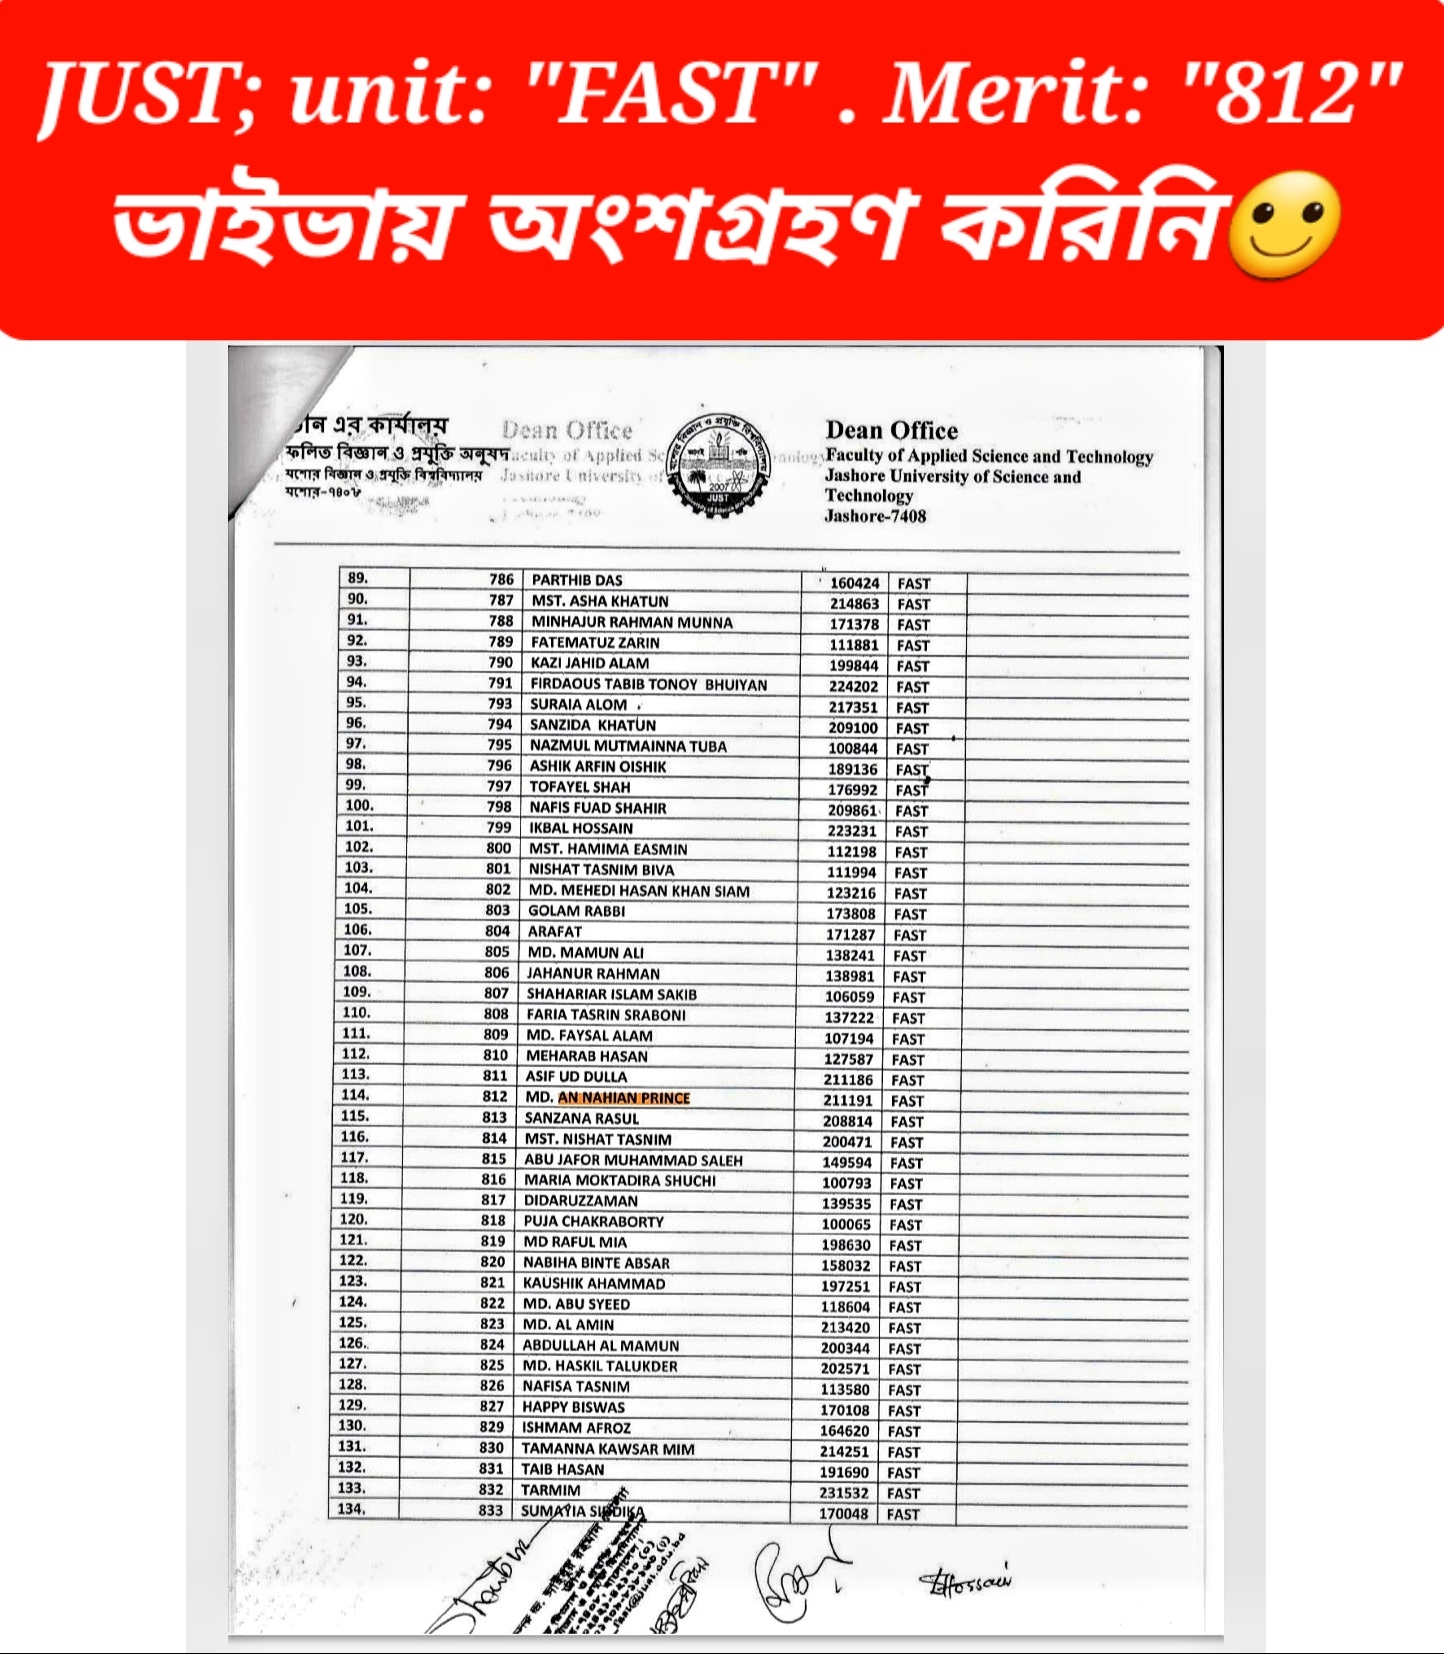 JUST; unit: "FAST" . Merit: "812"
ভাইভায় অংশগ্রহণ করিনি🙂
এর কার্যালয়
ফলিত বিজ্ঞান ও প্রযুক্তি অনুষদ
যশোর বিজ্ঞান ও প্রযুক্তি বিশ্ববিদ্যালয়
যশোর-৭৪০৮
Dean Office
Jashore University
2007
JUST
Dean Office
Faculty of Applied Science and Technology
Jashore University of Science and
Technology
Jashore-7408
89. 786 PARTHIB DAS 160424 FAST
90. 787 MST. ASHA KHATUN 214863 FAST
91. 788 MINHAJUR RAHMAN MUNNA 171378 FAST
92. 789 FATEMATUZ ZARIN 111881 FAST
93. 790 KAZI JAHID ALAM 199844 FAST
94. 791 FIRDAOUS TABIB TONOY BHUIYAN 224202 FAST
95. 793 SURAIA ALOM 217351 FAST
96. 794 SANZIDA KHATUN 209100 FAST
97. 795 NAZMUL MUTMAINNA TUBA 100844 FAST
98. 796 ASHIK ARFIN OISHIK 189136 FAST
99. 797 TOFAYEL SHAH 176992 FAST
100. 798 NAFIS FUAD SHAHIR 209861 FAST
101. 799 IKBAL HOSSAIN 223231 FAST
102. 800 MST. HAMIMA EASMIN 112198 FAST
103. 801 NISHAT TASNIM BIVA 111994 FAST
104. 802 MD. MEHEDI HASAN KHAN SIAM 123216 FAST
105. 803 GOLAM RABBI 173808 FAST
106. 804 ARAFAT 171287 FAST
107. 805 MD. MAMUN ALI 138241 FAST
108. 806 JAHANUR RAHMAN 138981 FAST
109. 807 SHAHARIAR ISLAM SAKIB 106059 FAST
110. 808 FARIA TASRIN SRABONI 137222 FAST
111. 809 MD. FAYSAL ALAM 107194 FAST
112. 810 MEHARAB HASAN 127587 FAST
113. 811 ASIF UD DULLA 211186 FAST
114. 812 MD. AN NAHIAN PRINCE 211191 FAST
115. 813 SANZANA RASUL 208814 FAST
116. 814 MST. NISHAT TASNIM 200471 FAST
117. 815 ABU JAFOR MUHAMMAD SALEH 149594 FAST
118. 816 MARIA MOKTADIRA SHUCHI 100793 FAST
119. 817 DIDARUZZAMAN 139535 FAST
120. 818 PUJA CHAKRABORTY 100065 FAST
121. 819 MD RAFUL MIA 198630 FAST
122. 820 NABIHA BINTE ABSAR 158032 FAST
123. 821 KAUSHIK AHAMMAD 197251 FAST
124. 822 MD. ABU SYEED 118604 FAST
125. 823 MD. AL AMIN 213420 FAST
126. 824 ABDULLAH AL MAMUN 200344 FAST
127. 825 MD. HASKIL TALUKDER 202571 FAST
128. 826 NAFISA TASNIM 113580 FAST
129. 827 HAPPY BISWAS 170108 FAST
130. 829 ISHMAM AFROZ 164620 FAST
131. 830 TAMANNA KAWSAR MIM 214251 FAST
132. 831 TAIB HASAN 191690 FAST
133. 832 TARMIM 231532 FAST
134. 833 SUMAYIA SIDDIKA 170048 FAST
Hossain